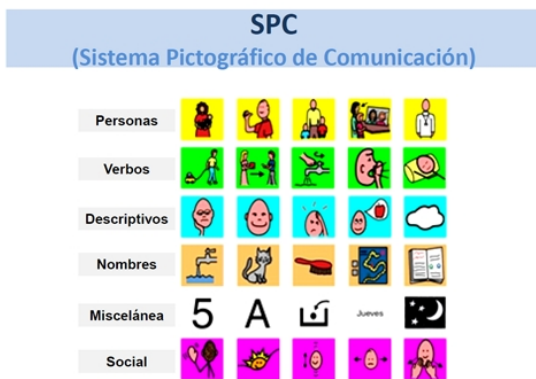 SPC
(Sistema Pictográfico de Comunicación)
Personas
Verbos
Descriptivos
Nombres
Miscelánea
5 A Jueves
Social